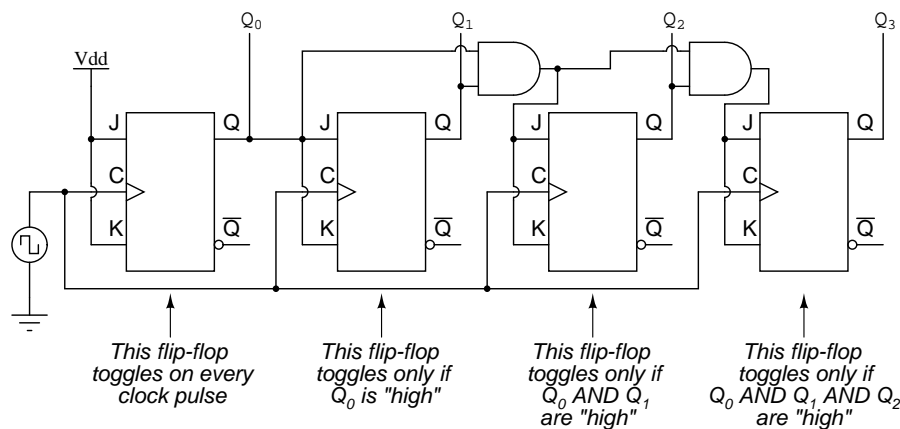 Q₀ Q₁ Q₂ Q₃
Vdd
J Q J Q J Q J Q
C C C C
K Q̅ K Q̅ K Q̅ K Q̅
This flip-flop
toggles on every
clock pulse
This flip-flop
toggles only if
Q₀ is "high"
This flip-flop
toggles only if
Q₀ AND Q₁
are "high"
This flip-flop
toggles only if
Q₀ AND Q₁ AND Q₂
are "high"